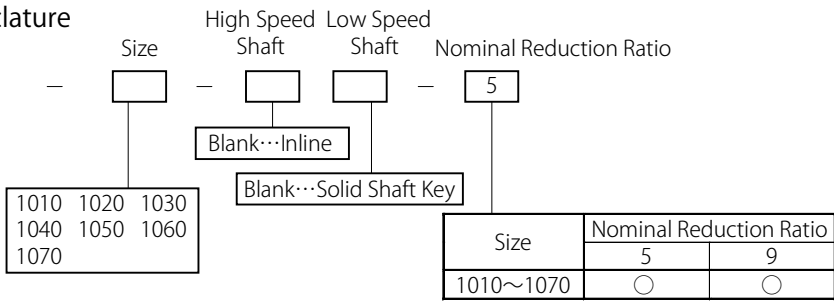 High Speed Low Speed
Size Shaft Shaft Nominal Reduction Ratio
− − − 5
Blank…Inline
Blank…Solid Shaft Key
1010 1020 1030
1040 1050 1060
1070
Size Nominal Reduction Ratio
5 9
1010〜1070 ○ ○